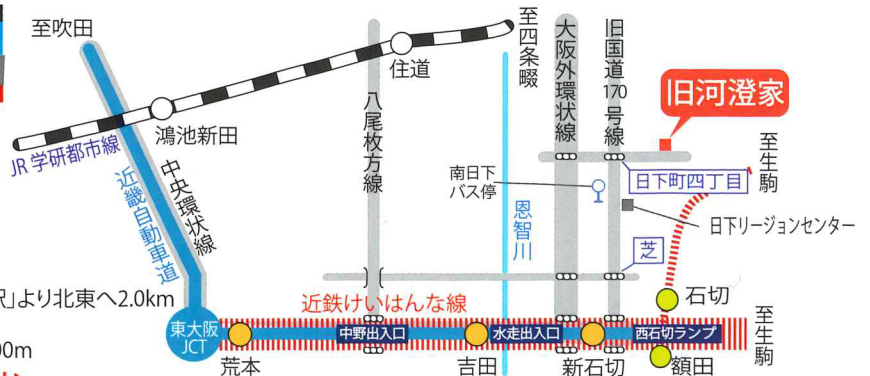 至吹田
住道
至四条畷
大阪外環状線
旧国道170号線
旧河澄家
八尾枚方線
鴻池新田
JR学研都市線
近畿自動車道
中央環状線
南日下
バス停
恩智川
日下町四丁目
至生駒
日下リージョンセンター
芝
」より北東へ2.0km
近鉄けいはんな線
石切
東大阪
JCT
中野出入口
水走出入口
西石切ランプ
至生駒
0m
荒本
吉田
新石切
額田